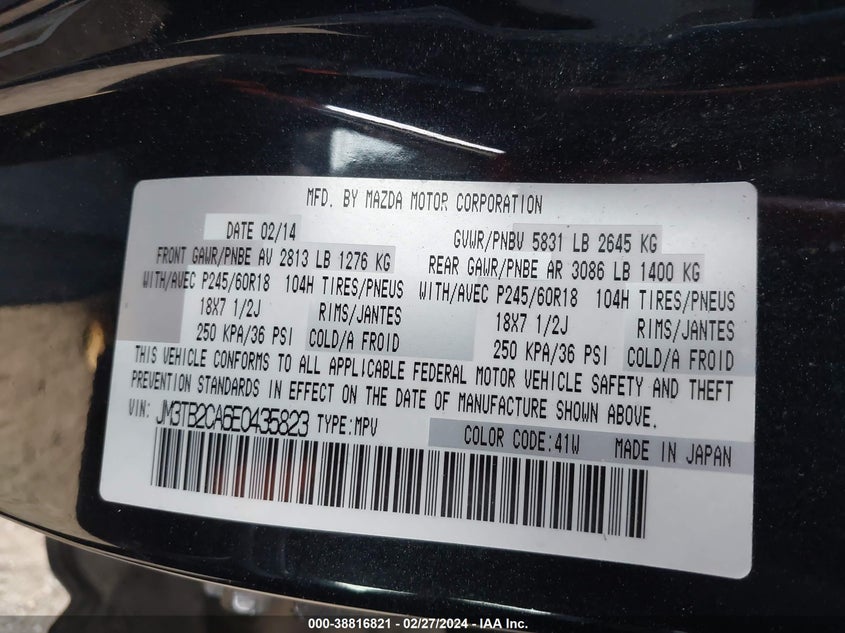 MFD. BY MAZDA MOTOR CORPORATION
DATE 02/14 GVWR/PNBV 5831 LB 2645 KG
FRONT GAWR/PNBE AV 2813 LB 1276 KG REAR GAWR/PNBE AR 3086 LB 1400 KG
WITH/AVEC P245/60R18 104H TIRES/PNEUS WITH/AVEC P245/60R18 104H TIRES/PNEUS
18X7 1/2J RIMS/JANTES 18X7 1/2J RIMS/JANTES
250 KPA/36 PSI COLD/A FROID 250 KPA/36 PSI COLD/A FROID
THIS VEHICLE CONFORMS TO ALL APPLICABLE FEDERAL MOTOR VEHICLE SAFETY AND THEFT
PREVENTION STANDARDS IN EFFECT ON THE DATE OF MANUFACTURE SHOWN ABOVE.
VIN: JM3TB2CA6E0435823 TYPE:MPV COLOR CODE:41W MADE IN JAPAN
000-38816821 - 02/27/2024 - IAA Inc.